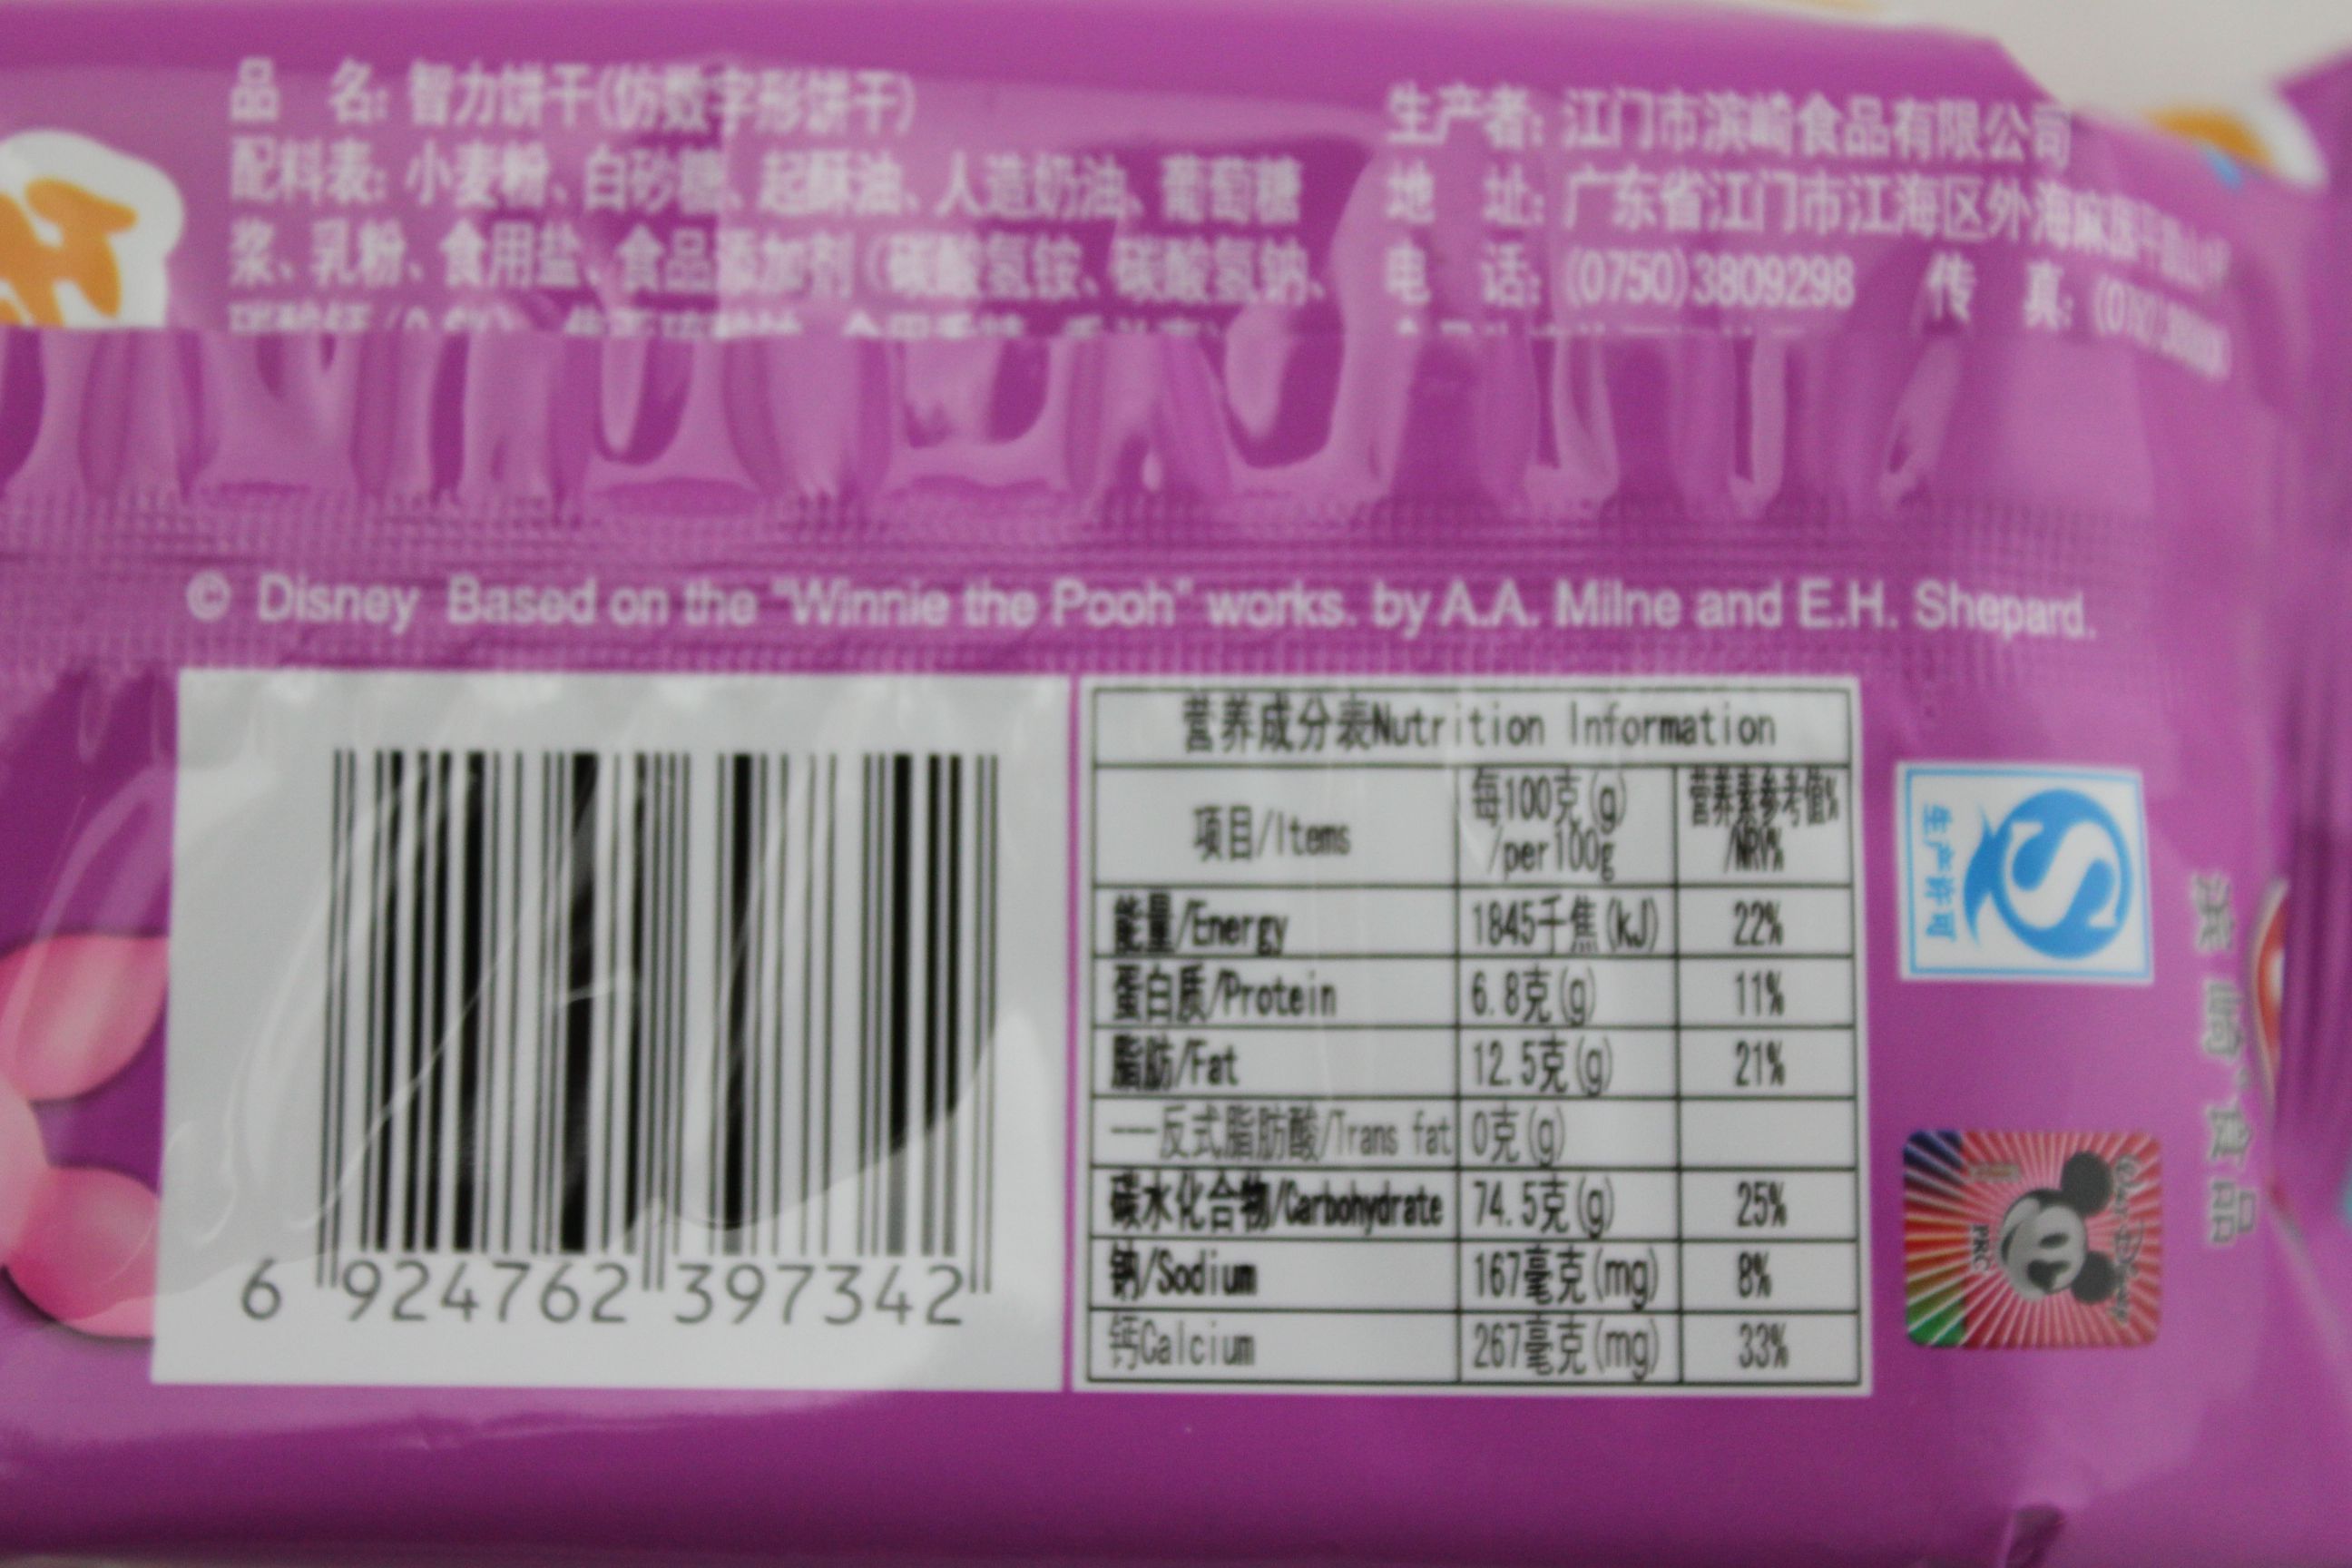 品 名: 智力饼干(仿数字形饼干)
配料表: 小麦粉、白砂糖、起酥油、人造奶油、葡萄糖
浆、乳粉、食用盐、食品添加剂(碳酸氢铵、碳酸氢钠、
生产者: 江门市滨崎食品有限公司
地 址: 广东省江门市江海区外海麻
电 话: (0750)3809298 传 真:
© Disney Based on the "Winnie the Pooh" works. by A.A. Milne and E.H. Shepard.
6 924762 397342
营养成分表Nutrition Information
项目/Items 每100克(g)/per100g 营养素参考值%/NRV%
能量/Energy 1845千焦(kJ) 22%
蛋白质/Protein 6.8克(g) 11%
脂肪/Fat 12.5克(g) 21%
---反式脂肪酸/Trans fat 0克(g)
碳水化合物/Carbohydrate 74.5克(g) 25%
钠/Sodium 167毫克(mg) 8%
钙Calcium 267毫克(mg) 33%
生产许可
PRC
滨崎®食品